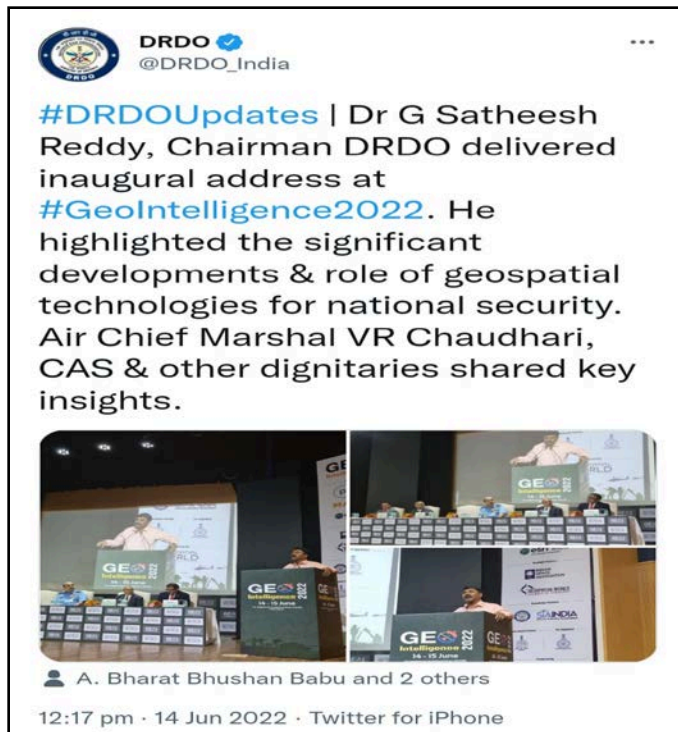 DRDO
@DRDO_India
#DRDOUpdates | Dr G Satheesh
Reddy, Chairman DRDO delivered
inaugural address at
#GeoIntelligence2022. He
highlighted the significant
developments & role of geospatial
technologies for national security.
Air Chief Marshal VR Chaudhari,
CAS & other dignitaries shared key
insights.
GEO
Intelligence
2022
14 - 15 June
GEO
2022
GEO
Intelligence
2022
14 - 15 June
SIA INDIA
A. Bharat Bhushan Babu and 2 others
12:17 pm · 14 Jun 2022 · Twitter for iPhone